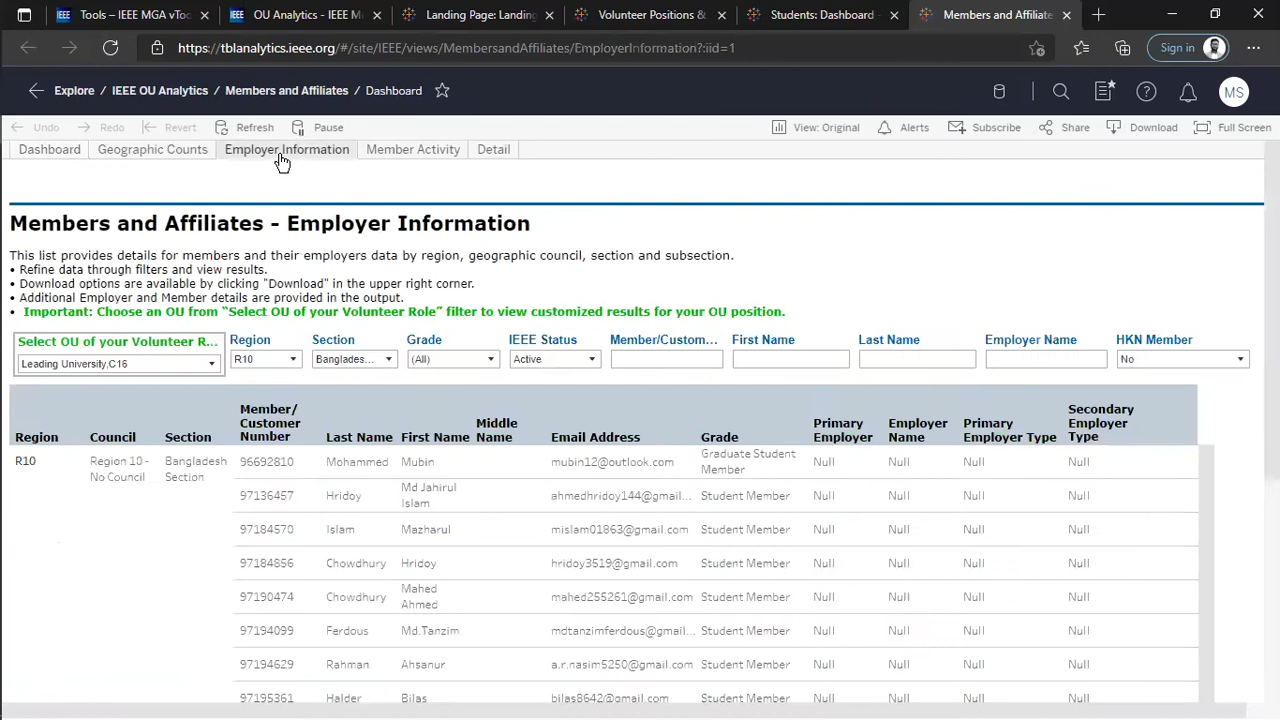 Tools – IEEE MGA vToo
OU Analytics - IEEE M
Landing Page: Landing
Volunteer Positions &
Students: Dashboard -
Members and Affiliate
https://tblanalytics.ieee.org/#/site/IEEE/views/MembersandAffiliates/EmployerInformation?:iid=1
Sign in
Explore / IEEE OU Analytics / Members and Affiliates / Dashboard
MS
Undo Redo Revert Refresh Pause View: Original Alerts Subscribe Share Download Full Screen
Dashboard Geographic Counts Employer Information Member Activity Detail
Members and Affiliates - Employer Information
This list provides details for members and their employers data by region, geographic council, section and subsection.
• Refine data through filters and view results.
• Download options are available by clicking "Download" in the upper right corner.
• Additional Employer and Member details are provided in the output.
• Important: Choose an OU from “Select OU of your Volunteer Role” filter to view customized results for your OU position.
Select OU of your Volunteer R... Region Section Grade IEEE Status Member/Custom... First Name Last Name Employer Name HKN Member
Leading University,C16 R10 Banglades... (All) Active No
Region Council Section Member/ Customer Number Last Name First Name Middle Name Email Address Grade Primary Employer Employer Name Primary Employer Type Secondary Employer Type
R10 Region 10 - No Council Bangladesh Section 96692810 Mohammed Mubin mubin12@outlook.com Graduate Student Member Null Null Null Null
97136457 Hridoy Md Jahirul Islam ahmedhridoy144@gmail... Student Member Null Null Null Null
97184570 Islam Mazharul mislam01863@gmail.com Student Member Null Null Null Null
97184856 Chowdhury Hridoy hridoy3519@gmail.com Student Member Null Null Null Null
97190474 Chowdhury Mahed Ahmed mahed255261@gmail.com Student Member Null Null Null Null
97194099 Ferdous Md.Tanzim mdtanzimferdous@gmail... Student Member Null Null Null Null
97194629 Rahman Ahsanur a.r.nasim5250@gmail.com Student Member Null Null Null Null
97195361 Halder Bilas bilas8642@gmail.com Student Member Null Null Null Null